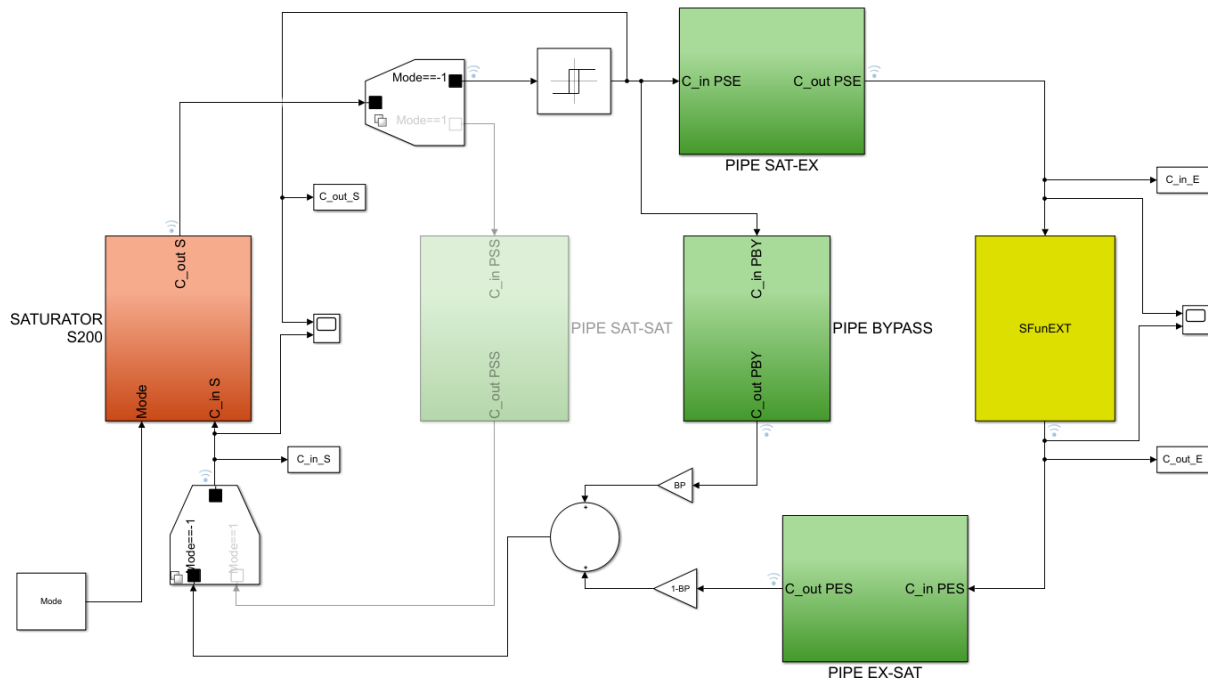 Mode==-1
Mode==1
C_in PSE
C_out PSE
PIPE SAT-EX
C_in_E
C_out_S
C_out S
SATURATOR
S200
Mode
C_in S
C_in PSS
C_out PSS
PIPE SAT-SAT
C_in PBY
C_out PBY
PIPE BYPASS
SFunEXT
C_in_S
C_out_E
BP
Mode==-1
Mode==1
Mode
1-BP
C_out PES
C_in PES
PIPE EX-SAT